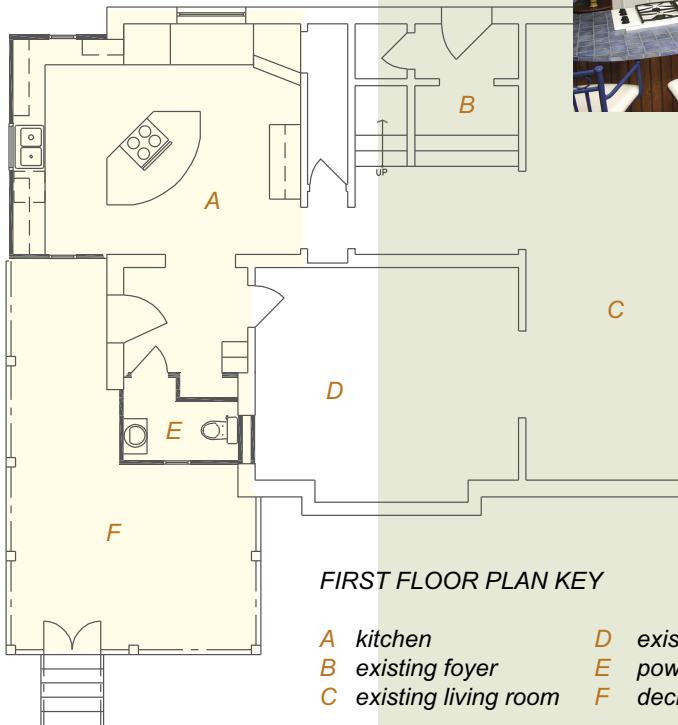 B
UP
A
C
D
E
F
FIRST FLOOR PLAN KEY
A kitchen D
B existing foyer E
C existing living room F